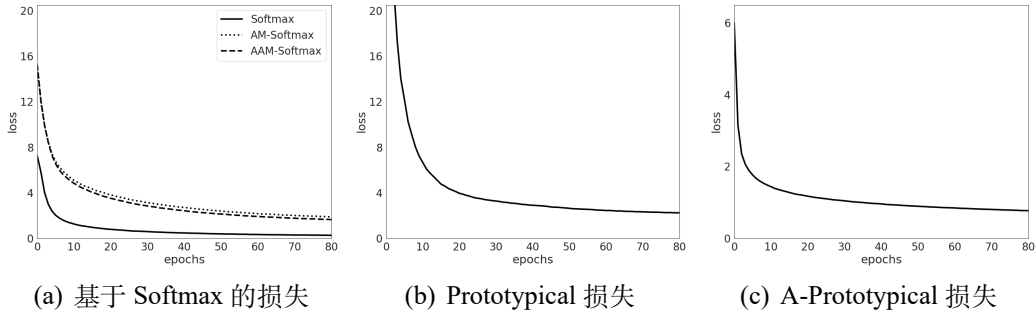 20
16
12
8
4
0
loss
0 10 20 30 40 50 60 70 80
epochs
Softmax
AM-Softmax
AAM-Softmax
(a) 基于 Softmax 的损失
20
16
12
8
4
0
loss
0 10 20 30 40 50 60 70 80
epochs
(b) Prototypical 损失
6
4
2
0
loss
0 10 20 30 40 50 60 70 80
epochs
(c) A-Prototypical 损失